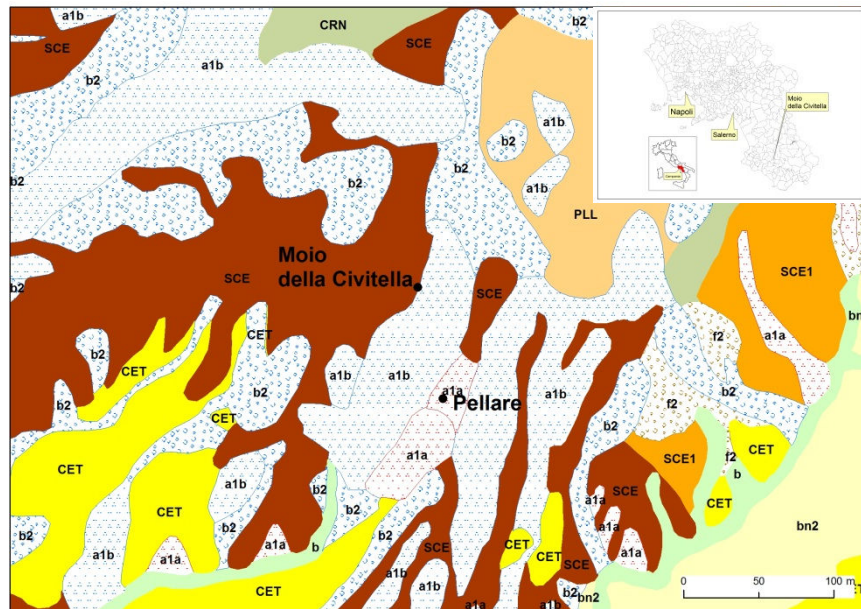 a1b
CRN
SCE
SCE
b2
b2
a1b
Napoli
Moio
della Civitella
Salerno
Campania
b2
a1b
b2
b2
b2
a1b
PLL
Moio
della Civitella
SCE
SCE
SCE1
b2
bn
CET
CET
b2
a1a
f2
b2
a1b
a1b
a1b
a1a
Pellare
b2
b2
CET
f2
b2
CET
a1a
SCE1
f2
CET
b
a1b
b2
SCE
CET
b2
b2
b2
a1a
a1a
a1a
CET
bn2
b
SCE
CET
CET
SCE
a1a
a1a
a1b
CET
a1b
a1b
a1a
a1b
b2
bn2
0 50 100 m